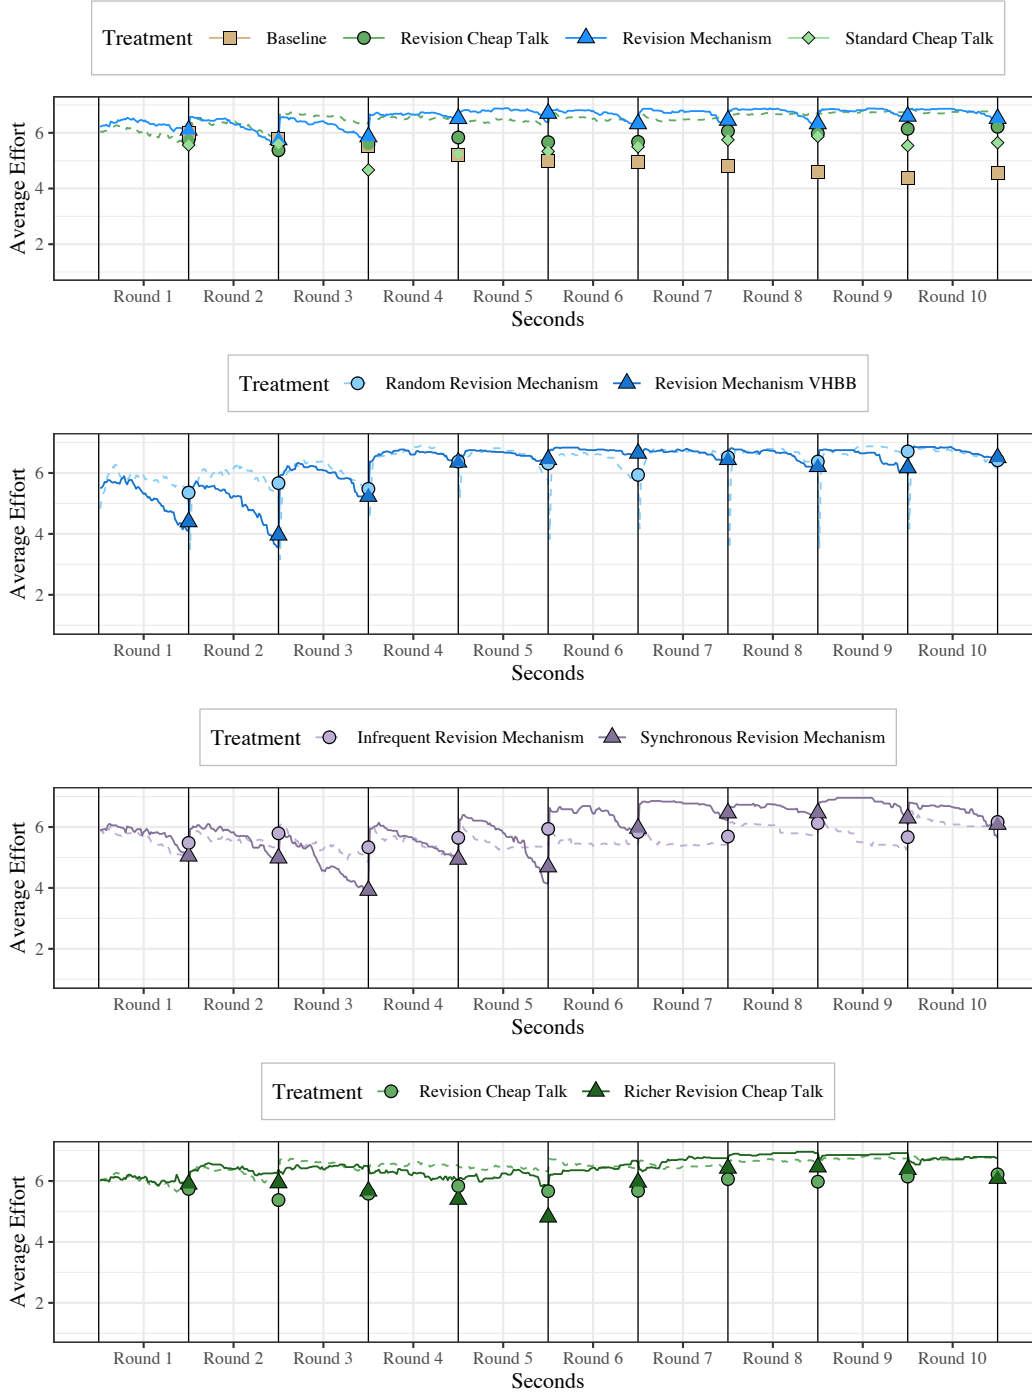 Treatment Baseline Revision Cheap Talk Revision Mechanism Standard Cheap Talk
Average Effort
6
4
2
Round 1 Round 2 Round 3 Round 4 Round 5 Round 6 Round 7 Round 8 Round 9 Round 10
Seconds
Treatment Random Revision Mechanism Revision Mechanism VHBB
Average Effort
6
4
2
Round 1 Round 2 Round 3 Round 4 Round 5 Round 6 Round 7 Round 8 Round 9 Round 10
Seconds
Treatment Infrequent Revision Mechanism Synchronous Revision Mechanism
Average Effort
6
4
2
Round 1 Round 2 Round 3 Round 4 Round 5 Round 6 Round 7 Round 8 Round 9 Round 10
Seconds
Treatment Revision Cheap Talk Richer Revision Cheap Talk
Average Effort
6
4
2
Round 1 Round 2 Round 3 Round 4 Round 5 Round 6 Round 7 Round 8 Round 9 Round 10
Seconds